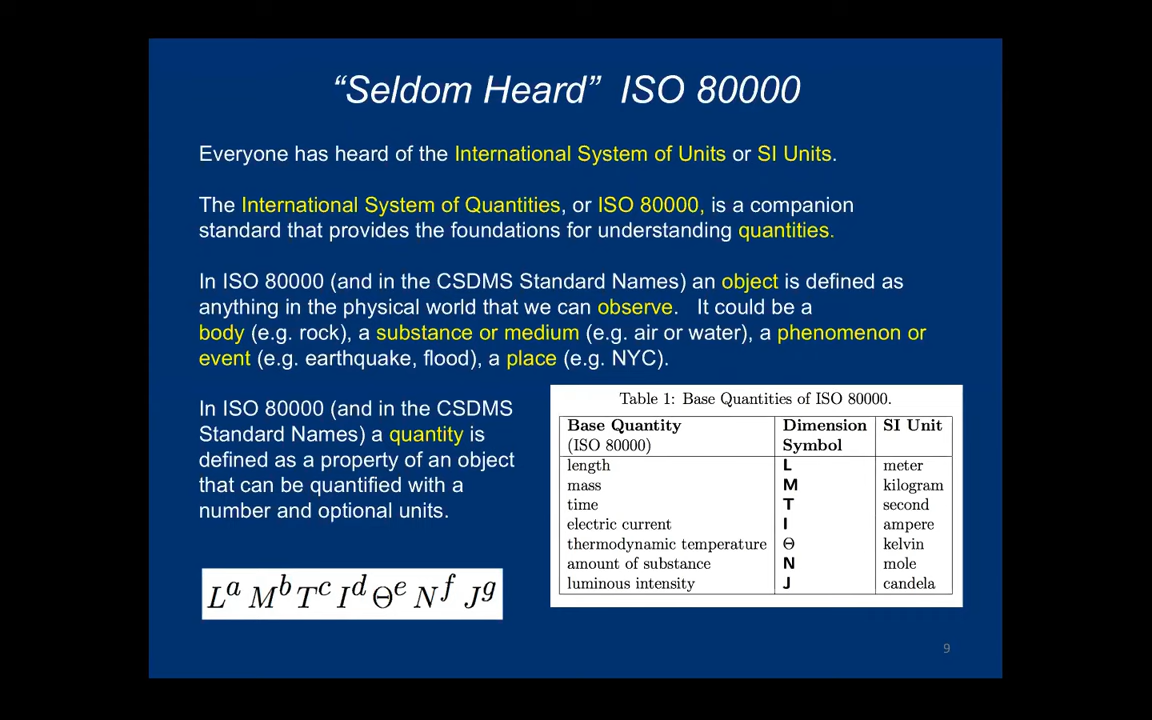 “Seldom Heard” ISO 80000
Everyone has heard of the International System of Units or SI Units.
The International System of Quantities, or ISO 80000, is a companion
standard that provides the foundations for understanding quantities.
In ISO 80000 (and in the CSDMS Standard Names) an object is defined as
anything in the physical world that we can observe. It could be a
body (e.g. rock), a substance or medium (e.g. air or water), a phenomenon or
event (e.g. earthquake, flood), a place (e.g. NYC).
In ISO 80000 (and in the CSDMS
Standard Names) a quantity is
defined as a property of an object
that can be quantified with a
number and optional units.
L^a M^b T^c I^d Θ^e N^f J^g
Table 1: Base Quantities of ISO 80000.
Base Quantity Dimension SI Unit
(ISO 80000) Symbol
length L meter
mass M kilogram
time T second
electric current I ampere
thermodynamic temperature Θ kelvin
amount of substance N mole
luminous intensity J candela
9